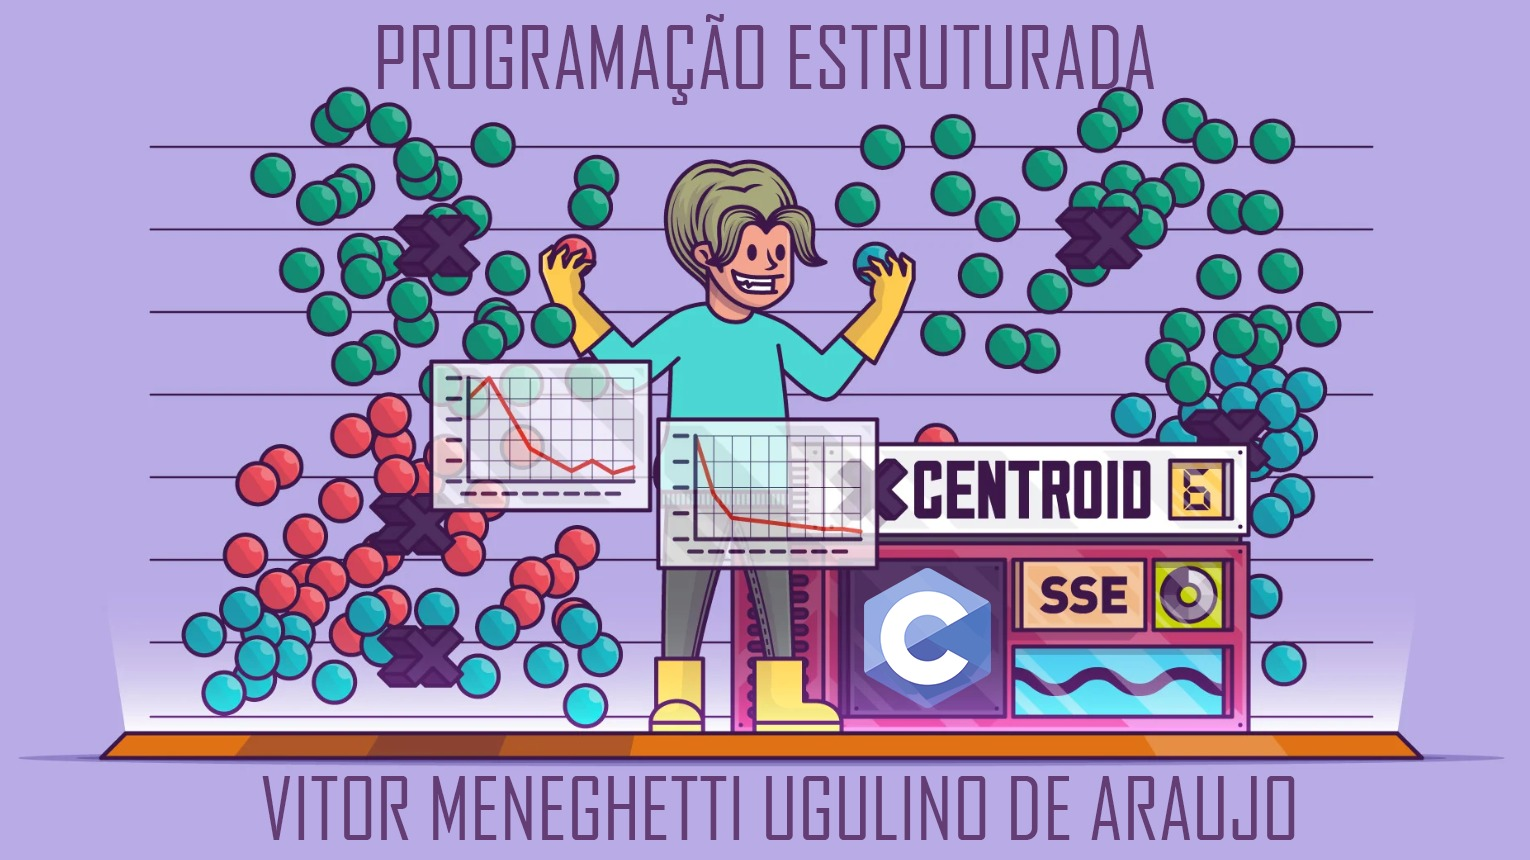 PROGRAMAÇÃO ESTRUTURADA
CENTROID 6
C
SSE
VITOR MENEGHETTI UGULINO DE ARAUJO